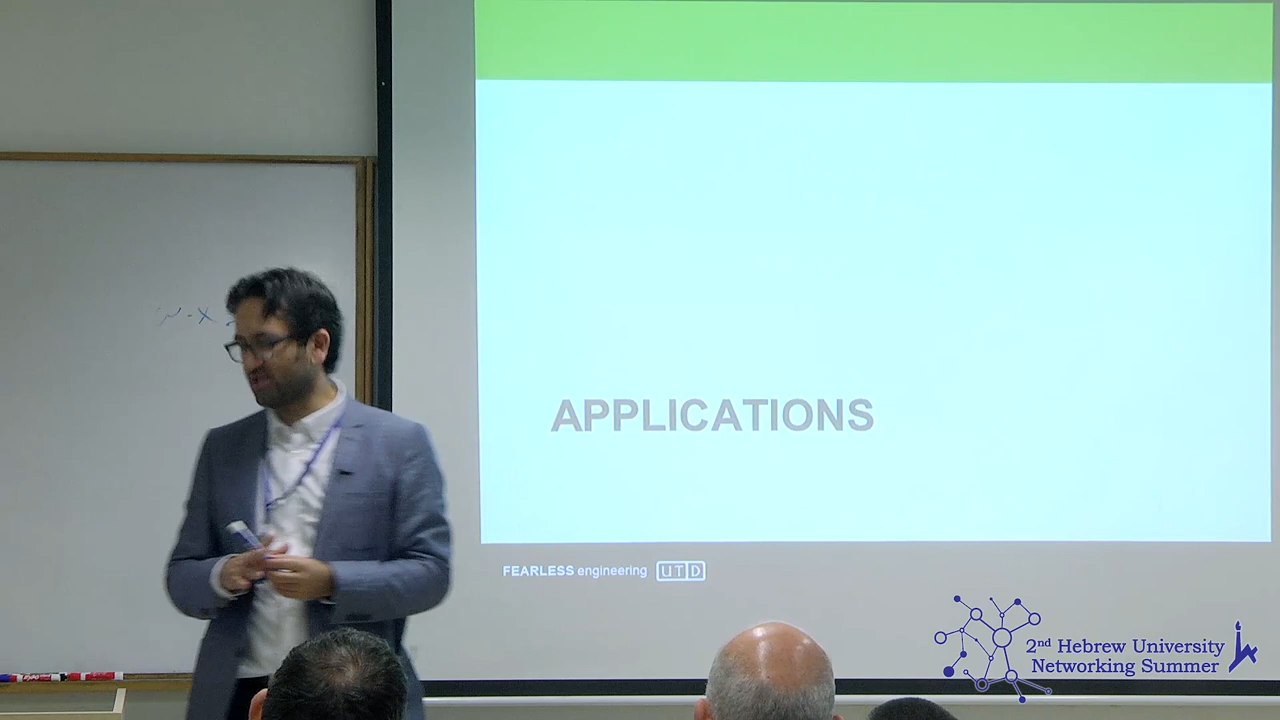 APPLICATIONS
FEARLESS engineering UTD
2nd Hebrew University
Networking Summer